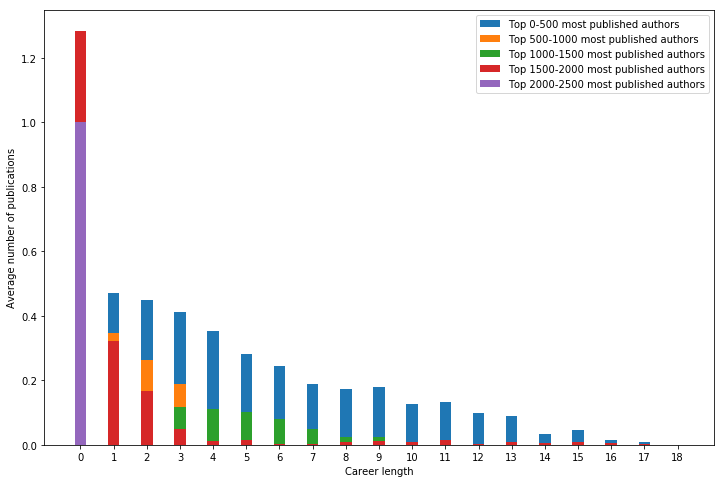 Top 0-500 most published authors
Top 500-1000 most published authors
Top 1000-1500 most published authors
Top 1500-2000 most published authors
Top 2000-2500 most published authors
Average number of publications
1.2
1.0
0.8
0.6
0.4
0.2
0.0
0 1 2 3 4 5 6 7 8 9 10 11 12 13 14 15 16 17 18
Career length